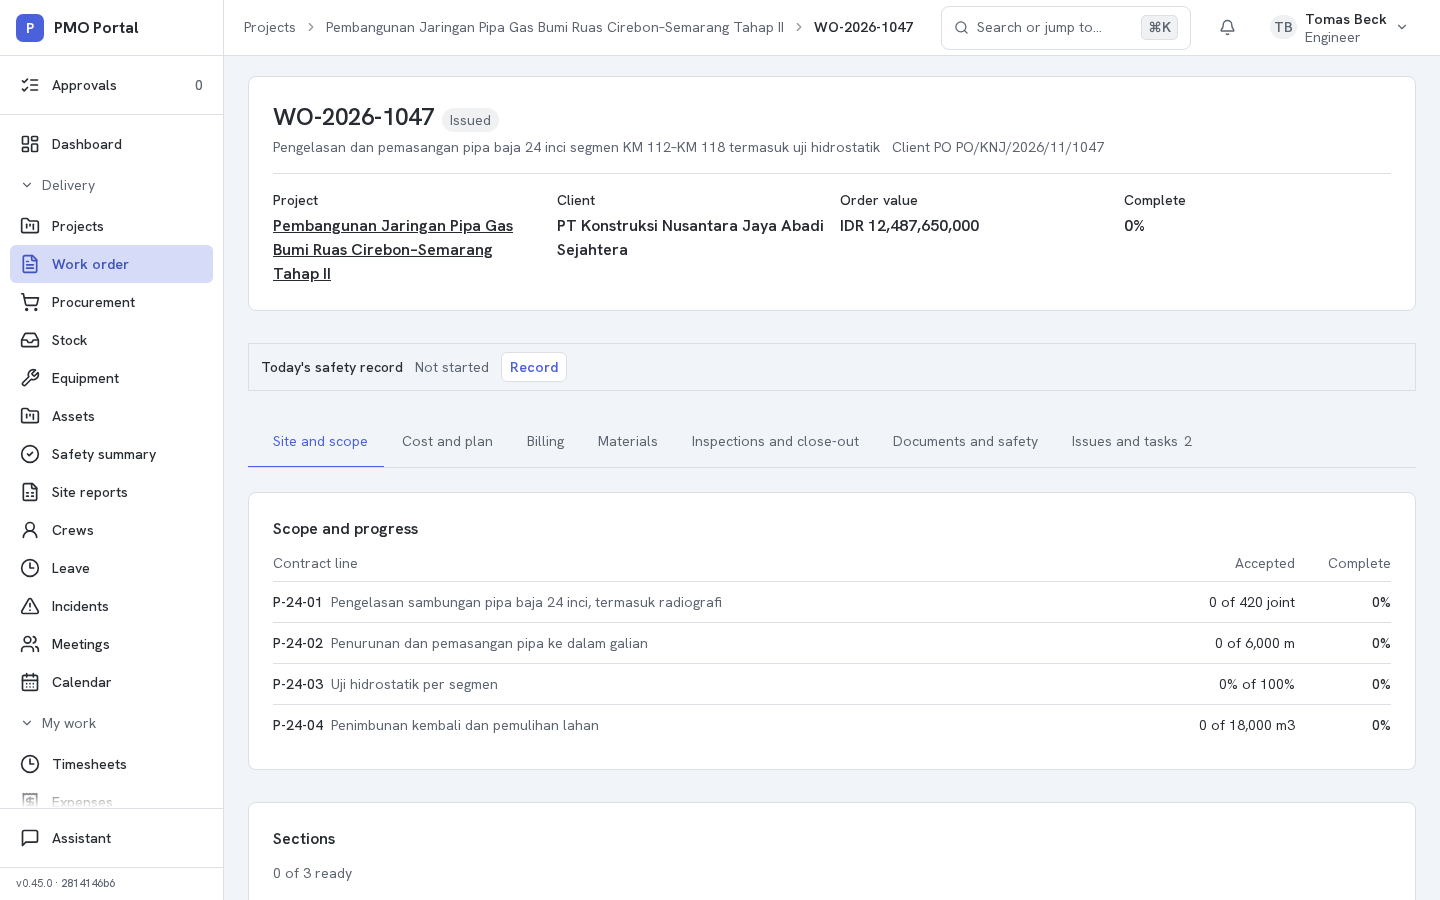 P PMO Portal
Projects > Pembangunan Jaringan Pipa Gas Bumi Ruas Cirebon–Semarang Tahap II > WO-2026-1047
Search or jump to... ⌘K
TB Tomas Beck
Engineer
Approvals 0
Dashboard
Delivery
Projects
Work order
Procurement
Stock
Equipment
Assets
Safety summary
Site reports
Crews
Leave
Incidents
Meetings
Calendar
My work
Timesheets
Expenses
Assistant
v0.45.0 · 2814146b6
WO-2026-1047 Issued
Pengelasan dan pemasangan pipa baja 24 inci segmen KM 112–KM 118 termasuk uji hidrostatik Client PO PO/KNJ/2026/11/1047
Project
Pembangunan Jaringan Pipa Gas
Bumi Ruas Cirebon–Semarang
Tahap II
Client
PT Konstruksi Nusantara Jaya Abadi
Sejahtera
Order value
IDR 12,487,650,000
Complete
0%
Today's safety record Not started Record
Site and scope Cost and plan Billing Materials Inspections and close-out Documents and safety Issues and tasks 2
Scope and progress
Contract line Accepted Complete
P-24-01 Pengelasan sambungan pipa baja 24 inci, termasuk radiografi 0 of 420 joint 0%
P-24-02 Penurunan dan pemasangan pipa ke dalam galian 0 of 6,000 m 0%
P-24-03 Uji hidrostatik per segmen 0% of 100% 0%
P-24-04 Penimbunan kembali dan pemulihan lahan 0 of 18,000 m3 0%
Sections
0 of 3 ready